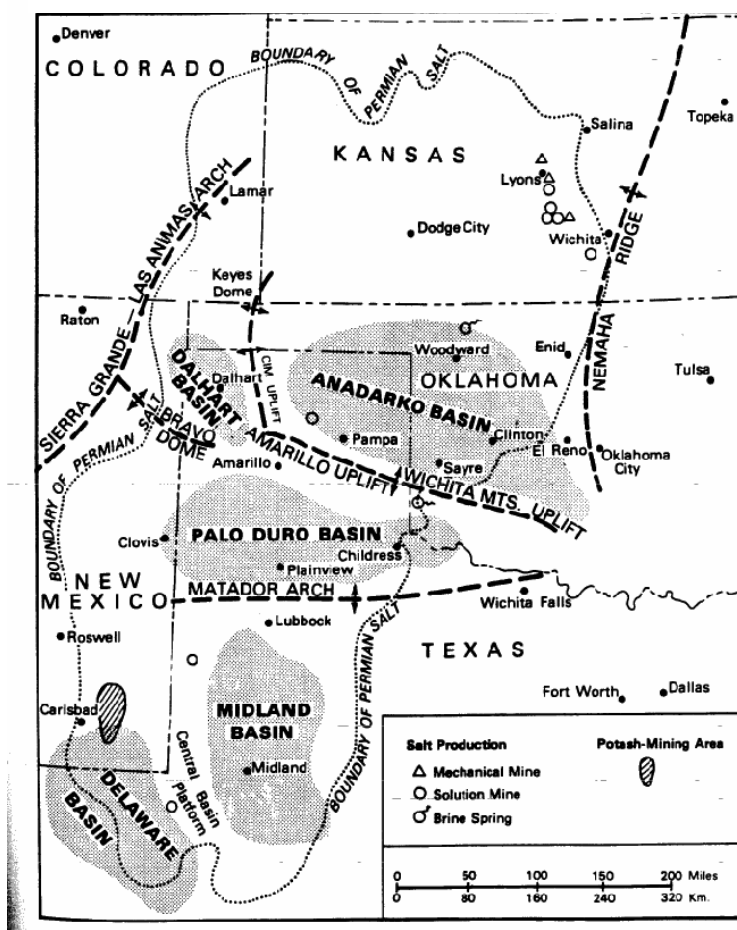 Denver
COLORADO
BOUNDARY OF PERMIAN SALT
Topeka
Salina
KANSAS
Lyons
Lamar
Dodge City
Wichita
SIERRA GRANDE – LAS ANIMAS ARCH
NEMAHA RIDGE
Keyes
Dome
Raton
Woodward
Enid
OKLAHOMA
Tulsa
DALHART
BASIN
Dalhart
CIM UPLIFT
ANADARKO BASIN
BRAVO
DOME
Pampa
Clinton
El Reno
Oklahoma
City
Amarillo
AMARILLO UPLIFT
Sayre
WICHITA MTS. UPLIFT
BOUNDARY OF PERMIAN SALT
PALO DURO BASIN
Clovis
Childress
Plainview
NEW
MEXICO
MATADOR ARCH
Wichita Falls
Lubbock
Roswell
BOUNDARY OF PERMIAN SALT
TEXAS
Fort Worth
Dallas
Carlsbad
MIDLAND
BASIN
Midland
Central Basin
Platform
DELAWARE
BASIN
Salt Production
Potash-Mining Area
Mechanical Mine
Solution Mine
Brine Spring
0 50 100 150 200 Miles
0 80 160 240 320 Km.